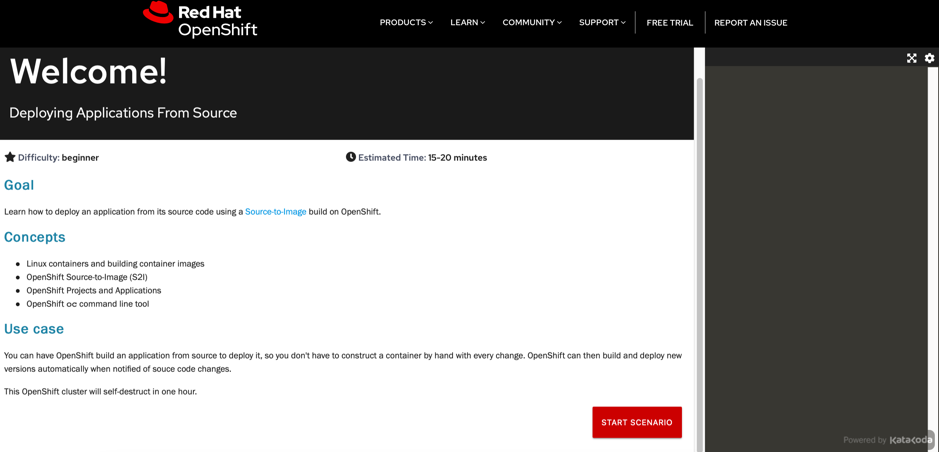 Red Hat
OpenShift
PRODUCTS LEARN COMMUNITY SUPPORT FREE TRIAL REPORT AN ISSUE
Welcome!
Deploying Applications From Source
Difficulty: beginner
Estimated Time: 15-20 minutes
Goal
Learn how to deploy an application from its source code using a Source-to-Image build on OpenShift.
Concepts
Linux containers and building container images
OpenShift Source-to-Image (S2I)
OpenShift Projects and Applications
OpenShift oc command line tool
Use case
You can have OpenShift build an application from source to deploy it, so you don't have to construct a container by hand with every change. OpenShift can then build and deploy new
versions automatically when notified of souce code changes.
This OpenShift cluster will self-destruct in one hour.
START SCENARIO
Powered by Katakoda